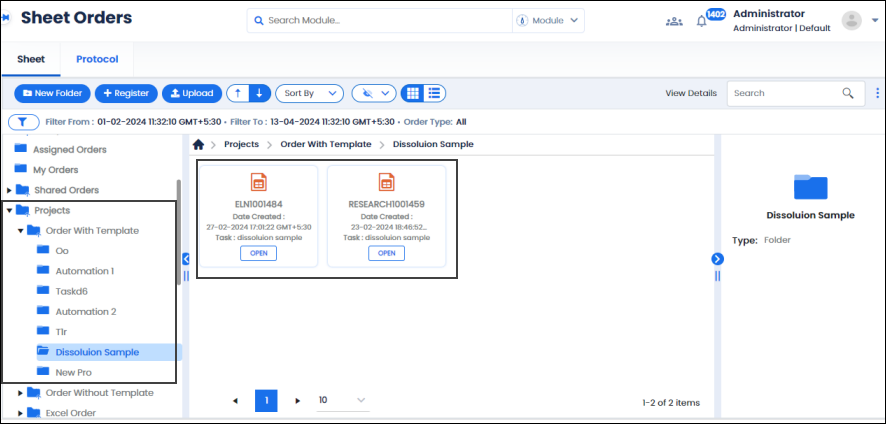 Sheet Orders
Search Module...
Module
1402
Administrator
Administrator | Default
Sheet
Protocol
New Folder
Register
Upload
Sort By
View Details
Search
Filter From : 01-02-2024 11:32:10 GMT+5:30 • Filter To : 13-04-2024 11:32:10 GMT+5:30 • Order Type: All
Assigned Orders
My Orders
Shared Orders
Projects
Order With Template
Oo
Automation 1
Taskd6
Automation 2
T1r
Dissoluion Sample
New Pro
Order Without Template
Excel Order
Projects > Order With Template > Dissoluion Sample
ELN1001484
Date Created :
27-02-2024 17:01:22 GMT+5:30
Task : dissoluion sample
OPEN
RESEARCH1001459
Date Created :
23-02-2024 18:46:52...
Task : dissoluion sample
OPEN
1
10
1-2 of 2 items
Dissoluion Sample
Type: Folder